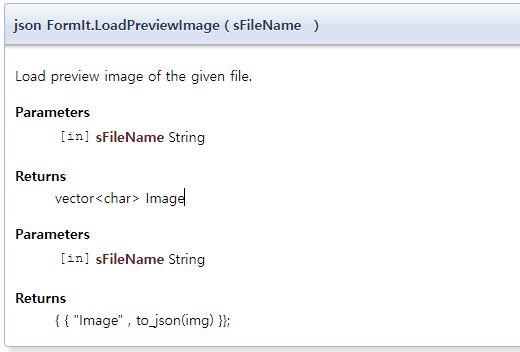 json FormIt.LoadPreviewImage ( sFileName )
Load preview image of the given file.
Parameters
[in] sFileName String
Returns
vector<char> Image
Parameters
[in] sFileName String
Returns
{ { "Image" , to_json(img) }};